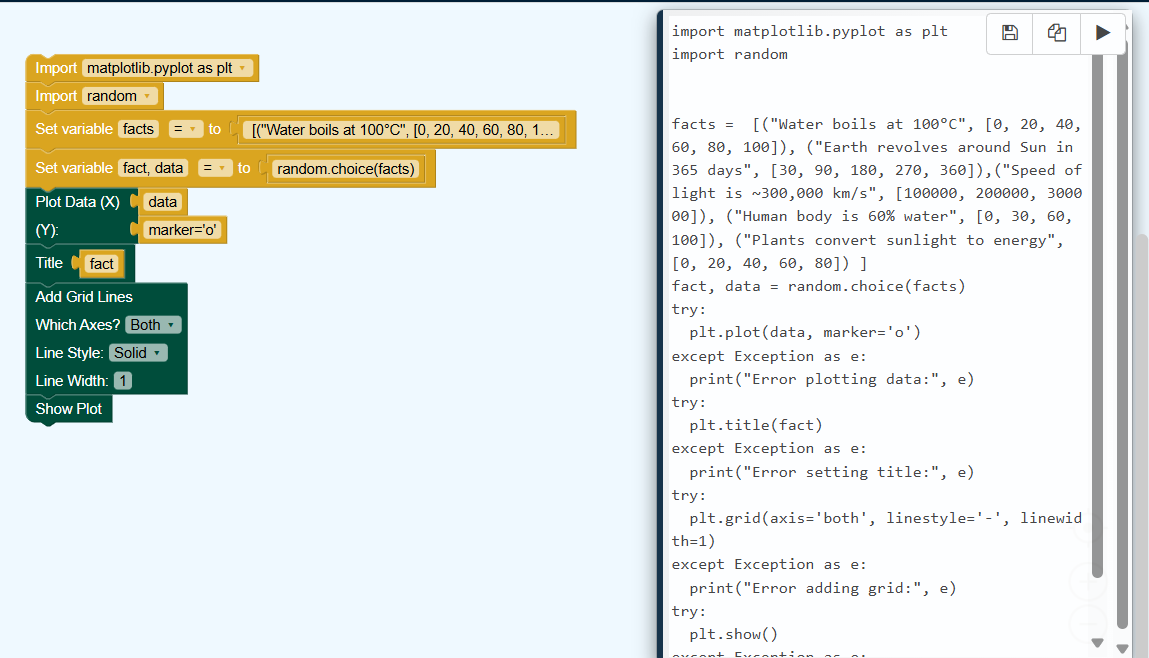 Import matplotlib.pyplot as plt
Import random
Set variable facts = to [("Water boils at 100°C", [0, 20, 40, 60, 80, 1...
Set variable fact, data = to random.choice(facts)
Plot Data (X) data
(Y): marker='o'
Title fact
Add Grid Lines
Which Axes? Both
Line Style: Solid
Line Width: 1
Show Plot
import matplotlib.pyplot as plt
import random
facts =  [("Water boils at 100°C", [0, 20, 40,
60, 80, 100]), ("Earth revolves around Sun in
365 days", [30, 90, 180, 270, 360]),("Speed of
light is ~300,000 km/s", [100000, 200000, 3000
00]), ("Human body is 60% water", [0, 30, 60,
100]), ("Plants convert sunlight to energy",
[0, 20, 40, 60, 80]) ]
fact, data = random.choice(facts)
try:
  plt.plot(data, marker='o')
except Exception as e:
  print("Error plotting data:", e)
try:
  plt.title(fact)
except Exception as e:
  print("Error setting title:", e)
try:
  plt.grid(axis='both', linestyle='-', linewid
th=1)
except Exception as e:
  print("Error adding grid:", e)
try:
  plt.show()
except Exception as e: